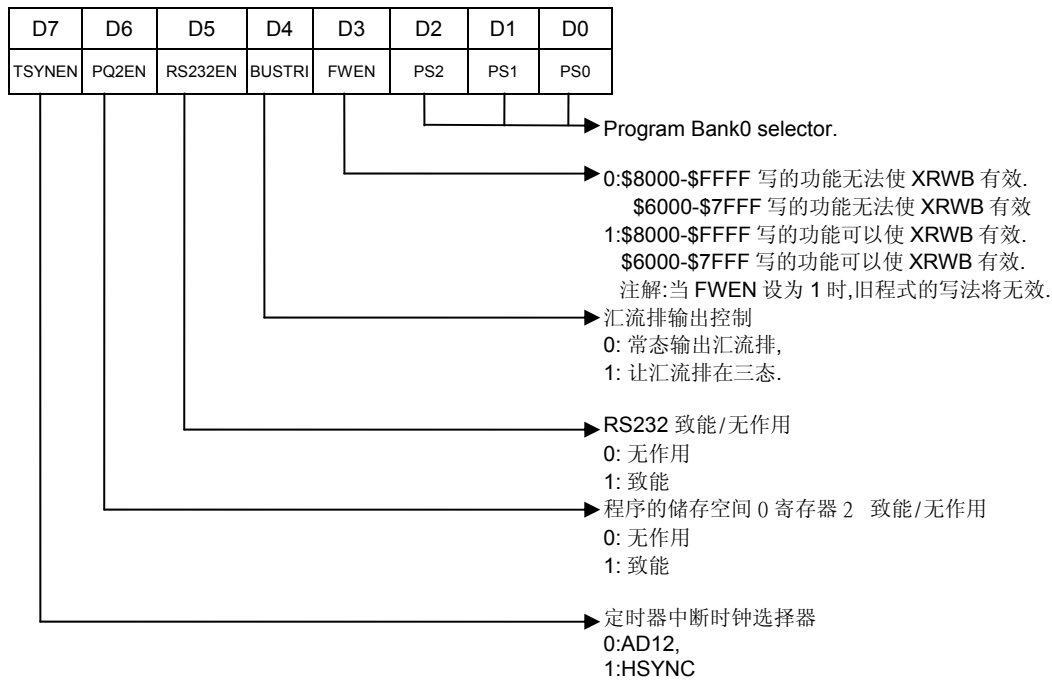 D7 D6 D5 D4 D3 D2 D1 D0
TSYNEN PQ2EN RS232EN BUSTRI FWEN PS2 PS1 PS0
Program Bank0 selector.
0:$8000-$FFFF 写的功能无法使 XRWB 有效.
$6000-$7FFF 写的功能无法使 XRWB 有效
1:$8000-$FFFF 写的功能可以使 XRWB 有效.
$6000-$7FFF 写的功能可以使 XRWB 有效.
注解:当 FWEN 设为 1 时,旧程式的写法将无效.
汇流排输出控制
0: 常态输出汇流排,
1: 让汇流排在三态.
RS232 致能/无作用
0: 无作用
1: 致能
程序的储存空间 0 寄存器 2 致能/无作用
0: 无作用
1: 致能
定时器中断时钟选择器
0:AD12,
1:HSYNC